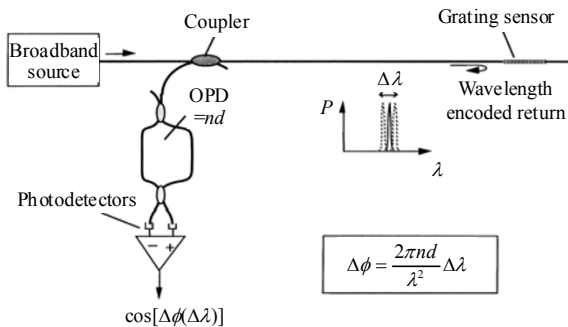 Coupler
Grating sensor
Broadband
source
OPD
=nd
Δλ
P
λ
Wavelength
encoded return
Photodetectors
− +
Δϕ = 2πnd/λ² Δλ
cos[Δϕ(Δλ)]